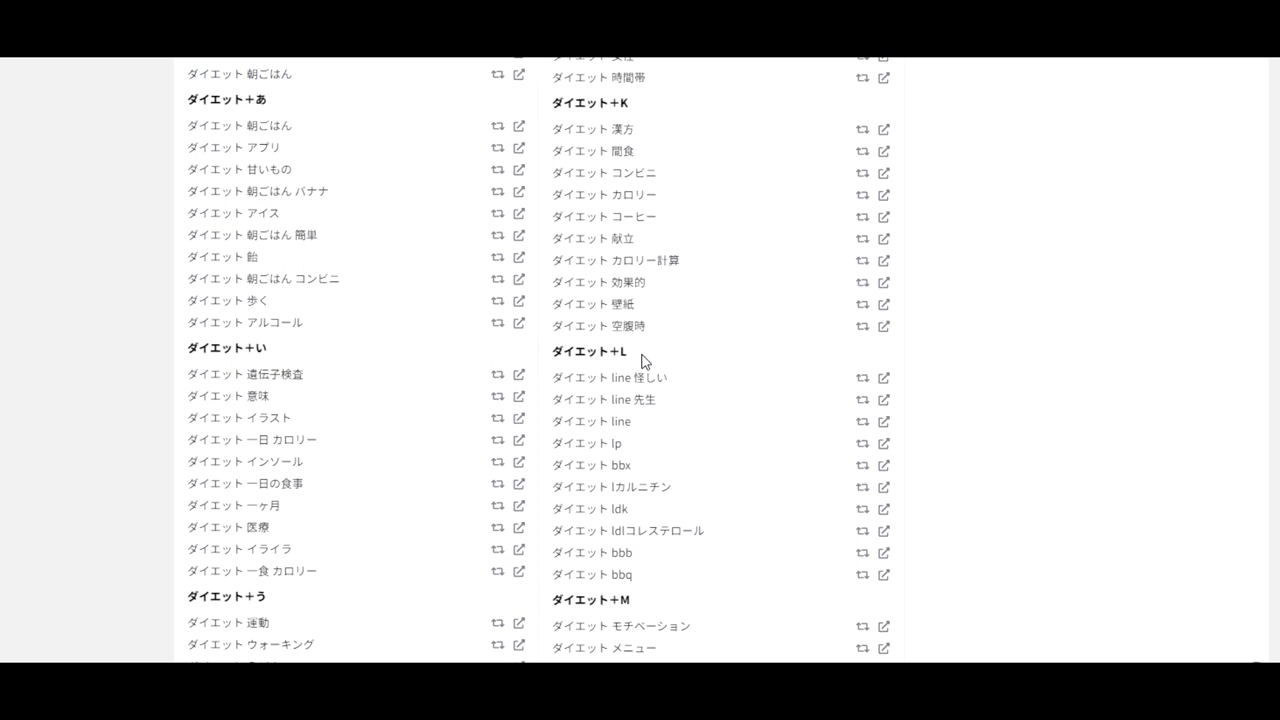 ダイエット 朝ごはん
ダイエット＋あ
ダイエット 朝ごはん
ダイエット アプリ
ダイエット 甘いもの
ダイエット 朝ごはん バナナ
ダイエット アイス
ダイエット 朝ごはん 簡単
ダイエット 飴
ダイエット 朝ごはん コンビニ
ダイエット 歩く
ダイエット アルコール
ダイエット＋い
ダイエット 遺伝子検査
ダイエット 意味
ダイエット イラスト
ダイエット 一日 カロリー
ダイエット インソール
ダイエット 一日の食事
ダイエット 一ヶ月
ダイエット 医療
ダイエット イライラ
ダイエット 一食 カロリー
ダイエット＋う
ダイエット 運動
ダイエット ウォーキング
ダイエット 時間帯
ダイエット＋K
ダイエット 漢方
ダイエット 間食
ダイエット コンビニ
ダイエット カロリー
ダイエット コーヒー
ダイエット 献立
ダイエット カロリー計算
ダイエット 効果的
ダイエット 壁紙
ダイエット 空腹時
ダイエット＋L
ダイエット line 怪しい
ダイエット line 先生
ダイエット line
ダイエット lp
ダイエット bbx
ダイエット lカルニチン
ダイエット ldk
ダイエット ldlコレステロール
ダイエット bbb
ダイエット bbq
ダイエット＋M
ダイエット モチベーション
ダイエット メニュー